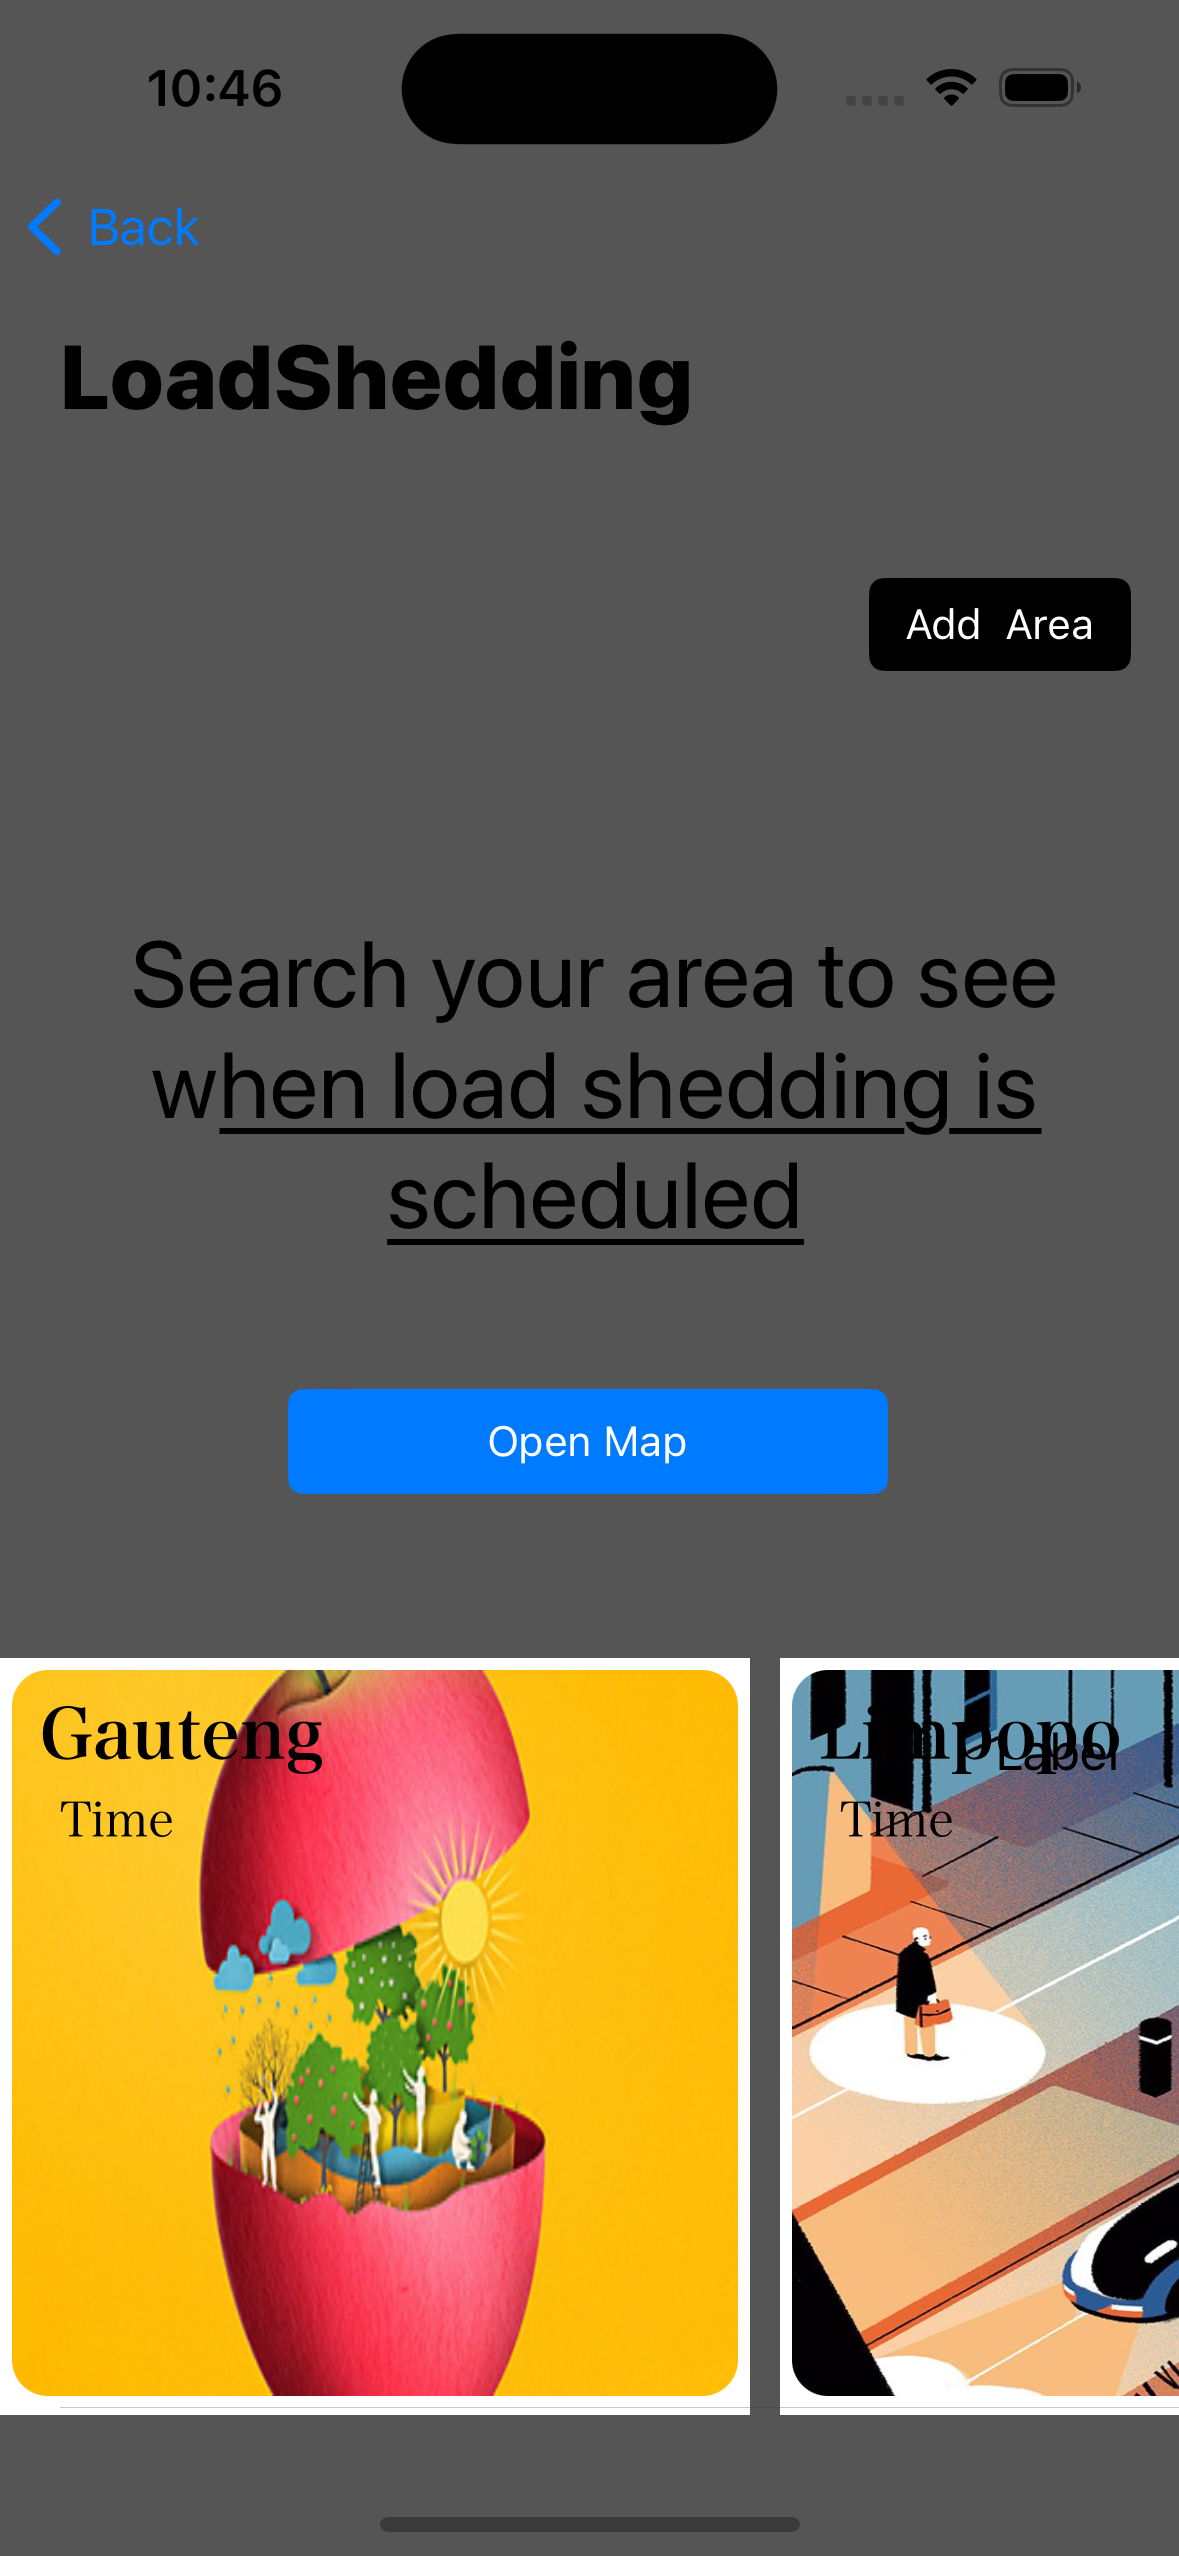 10:46
Back
LoadShedding
Add Area
Search your area to see
when load shedding is
scheduled
Open Map
Gauteng
Time
Limpopo
Label
Time